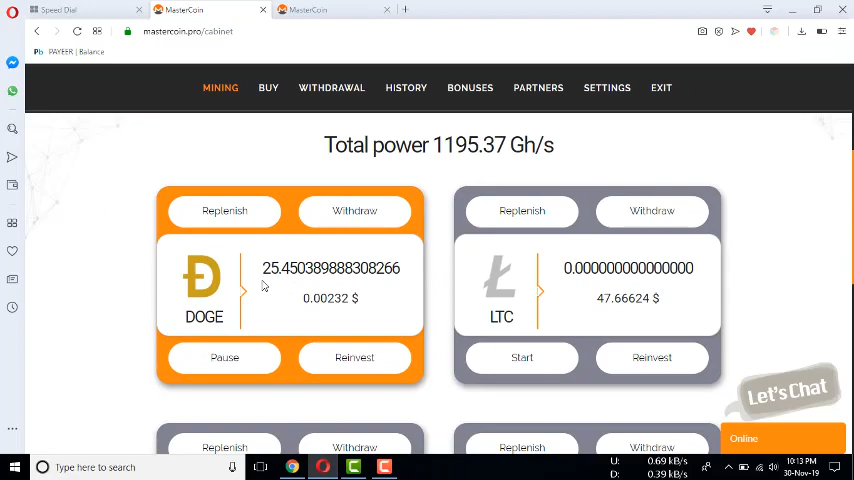 Speed Dial
MasterCoin
MasterCoin
mastercoin.pro/cabinet
Pb PAYEER | Balance
MINING BUY WITHDRAWAL HISTORY BONUSES PARTNERS SETTINGS EXIT
Total power 1195.37 Gh/s
Replenish Withdraw
Replenish Withdraw
25.450389888308266
0.00232 $
DOGE
0.000000000000000
47.66624 $
LTC
Pause Reinvest
Start Reinvest
Let's Chat
Replenish Withdraw
Replenish Withdraw
Online
Type here to search
U: 0.69 kB/s
D: 0.39 kB/s
10:13 PM
30-Nov-19